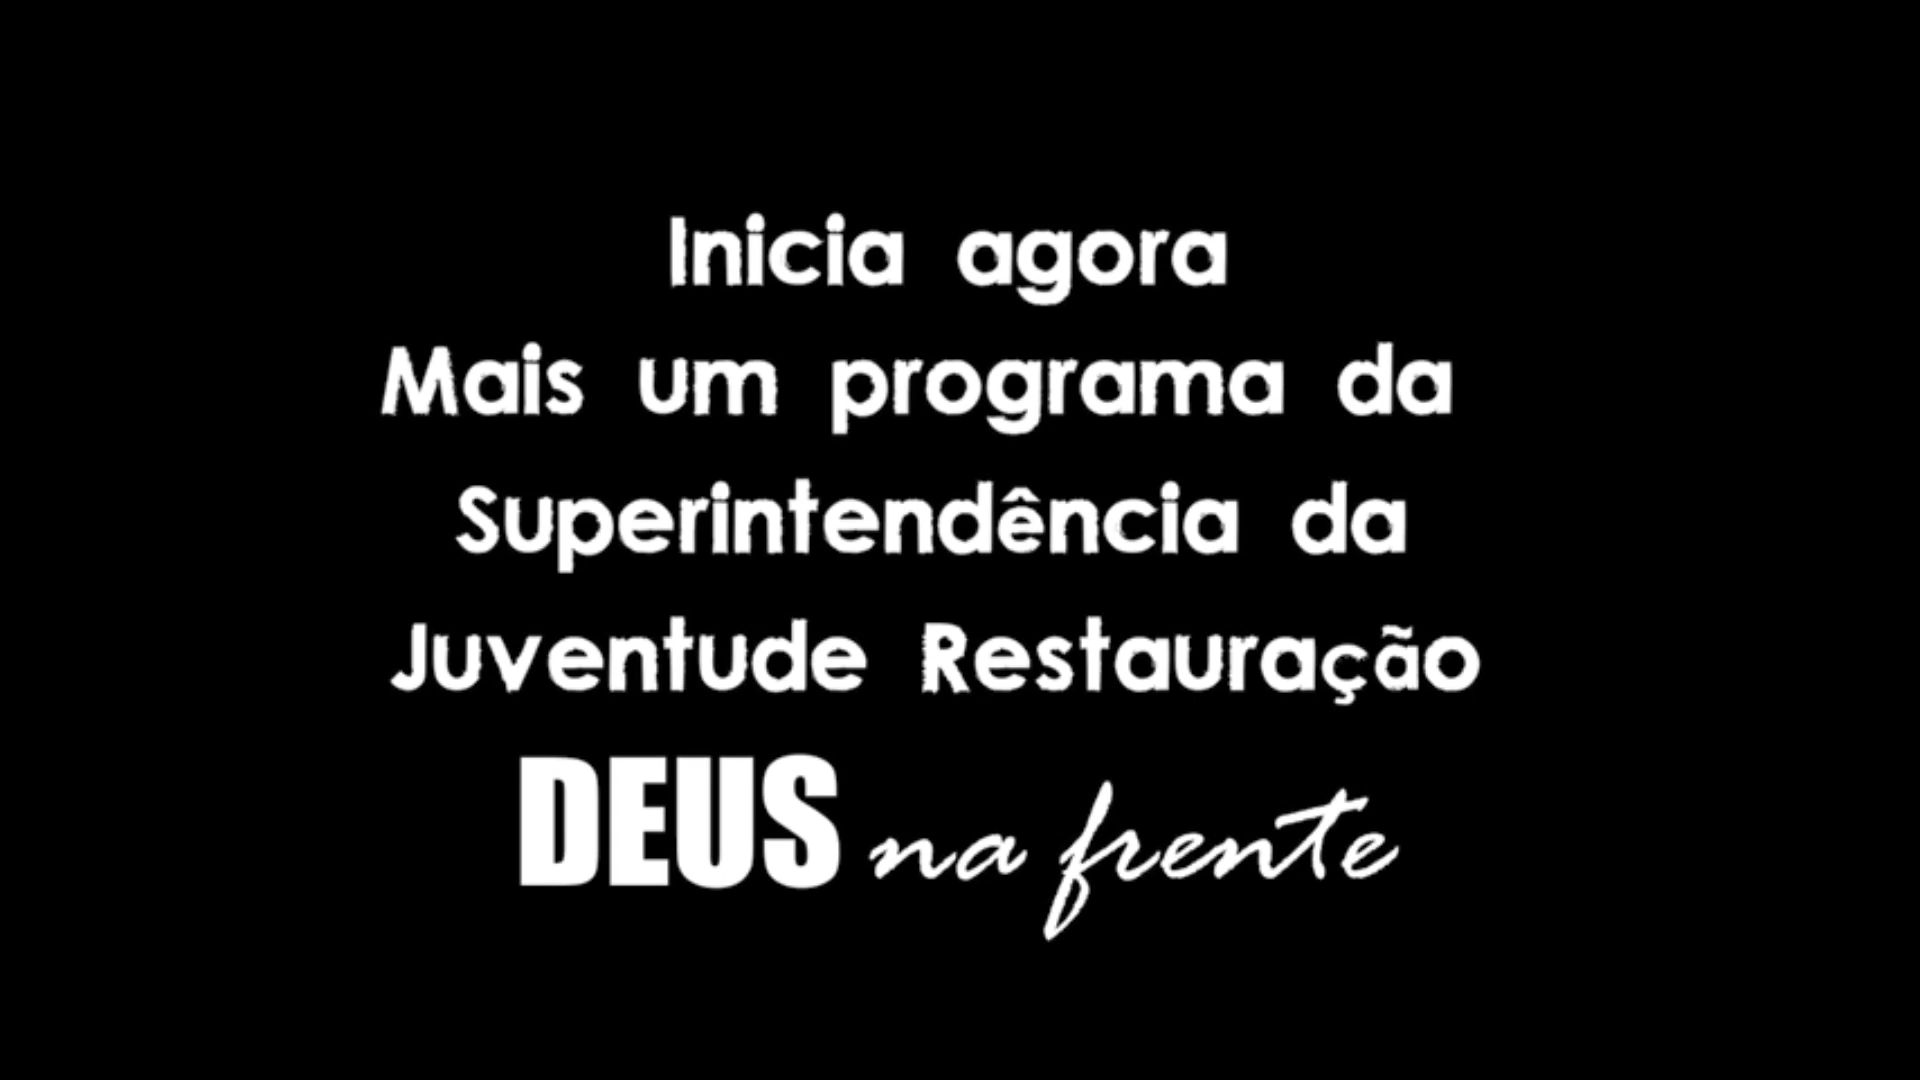 Inicia agora
Mais um programa da
Superintendência da
Juventude Restauração
DEUS na frente